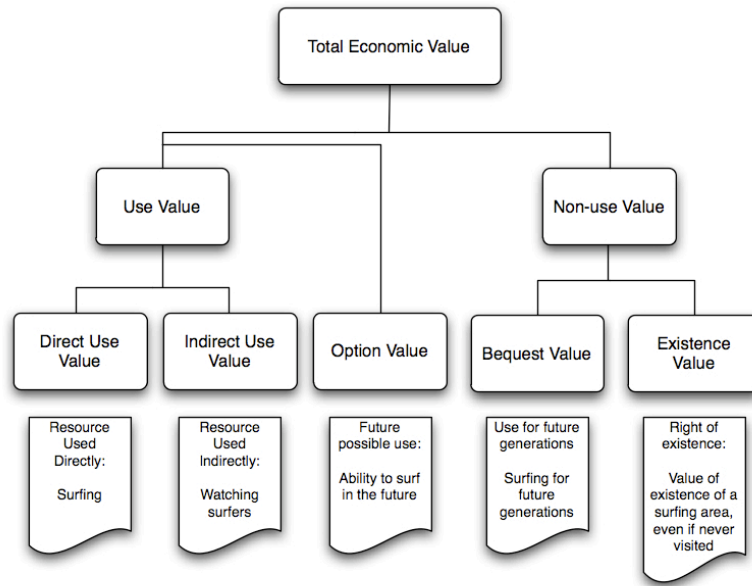 Total Economic Value
Use Value
Non-use Value
Direct Use
Value
Indirect Use
Value
Option Value
Bequest Value
Existence
Value
Resource
Used
Directly:
Surfing
Resource
Used
Indirectly:
Watching
surfers
Future
possible use:
Ability to surf
in the future
Use for future
generations
Surfing for
future
generations
Right of
existence:
Value of
existence of a
surfing area,
even if never
visited